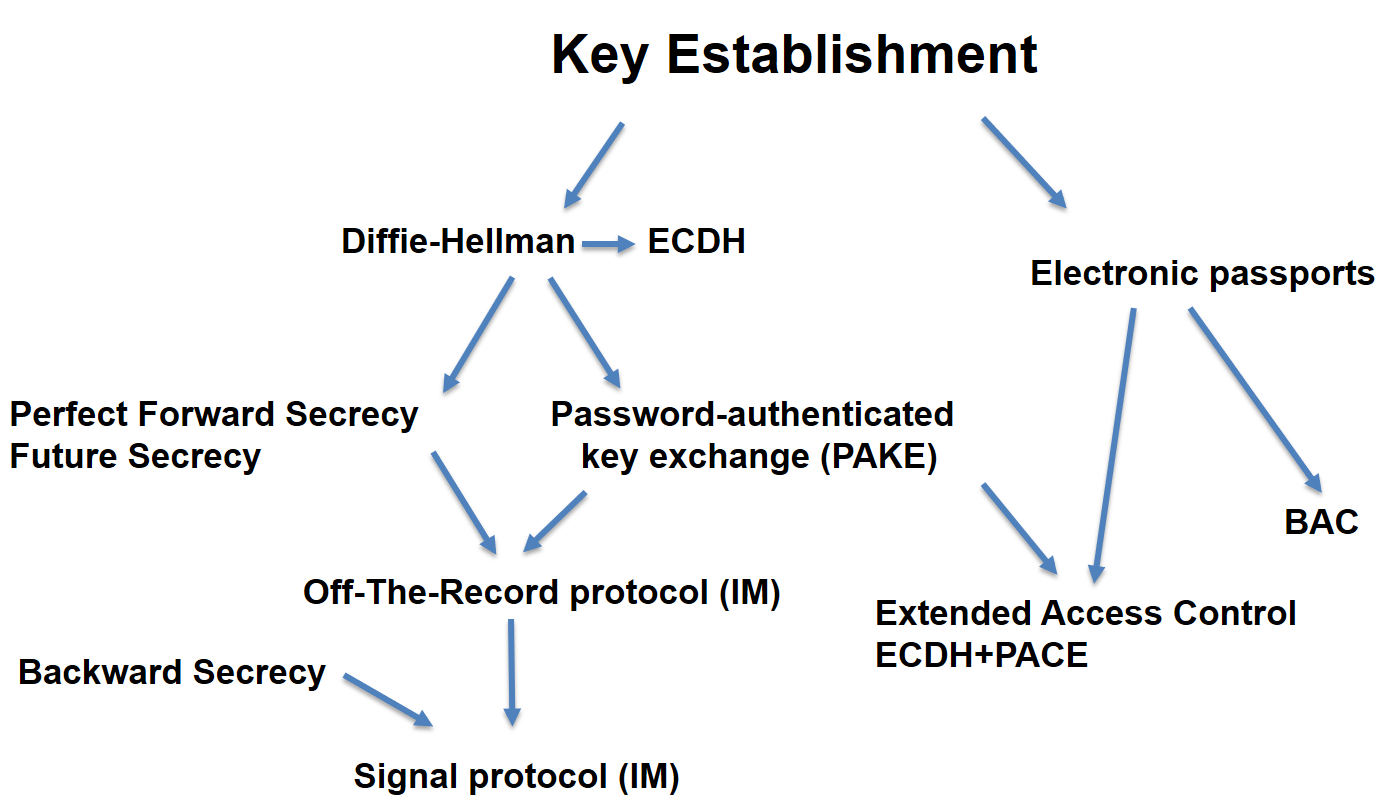 Key Establishment
Diffie-Hellman
ECDH
Electronic passports
Perfect Forward Secrecy
Future Secrecy
Password-authenticated
key exchange (PAKE)
BAC
Off-The-Record protocol (IM)
Extended Access Control
ECDH+PACE
Backward Secrecy
Signal protocol (IM)